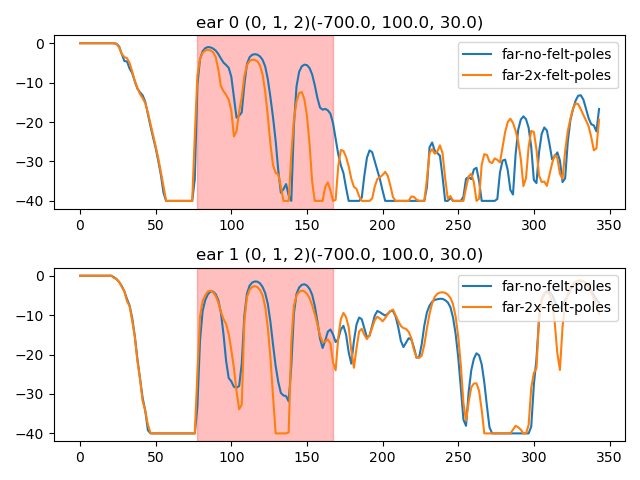 ear 0 (0, 1, 2)(-700.0, 100.0, 30.0)
0
−10
−20
−30
−40
far-no-felt-poles
far-2x-felt-poles
0 50 100 150 200 250 300 350
ear 1 (0, 1, 2)(-700.0, 100.0, 30.0)
0
−10
−20
−30
−40
far-no-felt-poles
far-2x-felt-poles
0 50 100 150 200 250 300 350